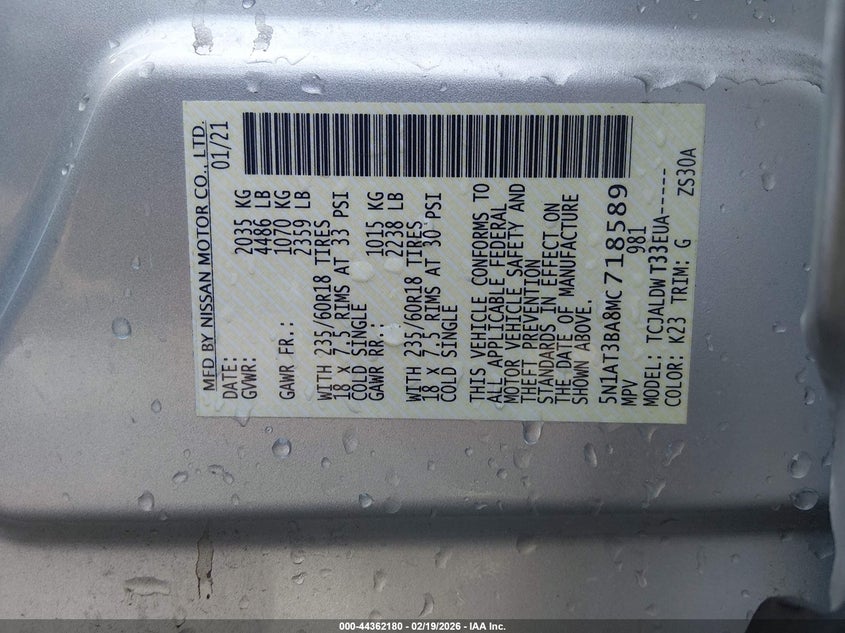 MFD BY NISSAN MOTOR CO., LTD.
DATE: 01/21
GVWR: 2035 KG
4486 LB
GAWR FR.: 1070 KG
2359 LB
WITH 235/60R18 TIRES
18 x 7.5 RIMS AT 33 PSI
COLD SINGLE
GAWR RR.: 1015 KG
2238 LB
WITH 235/60R18 TIRES
18 x 7.5 RIMS AT 30 PSI
COLD SINGLE
THIS VEHICLE CONFORMS TO
ALL APPLICABLE FEDERAL
MOTOR VEHICLE SAFETY AND
THEFT PREVENTION
STANDARDS IN EFFECT ON
THE DATE OF MANUFACTURE
SHOWN ABOVE.
5N1AT3BA8MC718589
MPV 981
MODEL: TCJALDW T33EUA-----
COLOR: K23 TRIM: G ZS30A
000-44362180 - 02/19/2026 - IAA Inc.